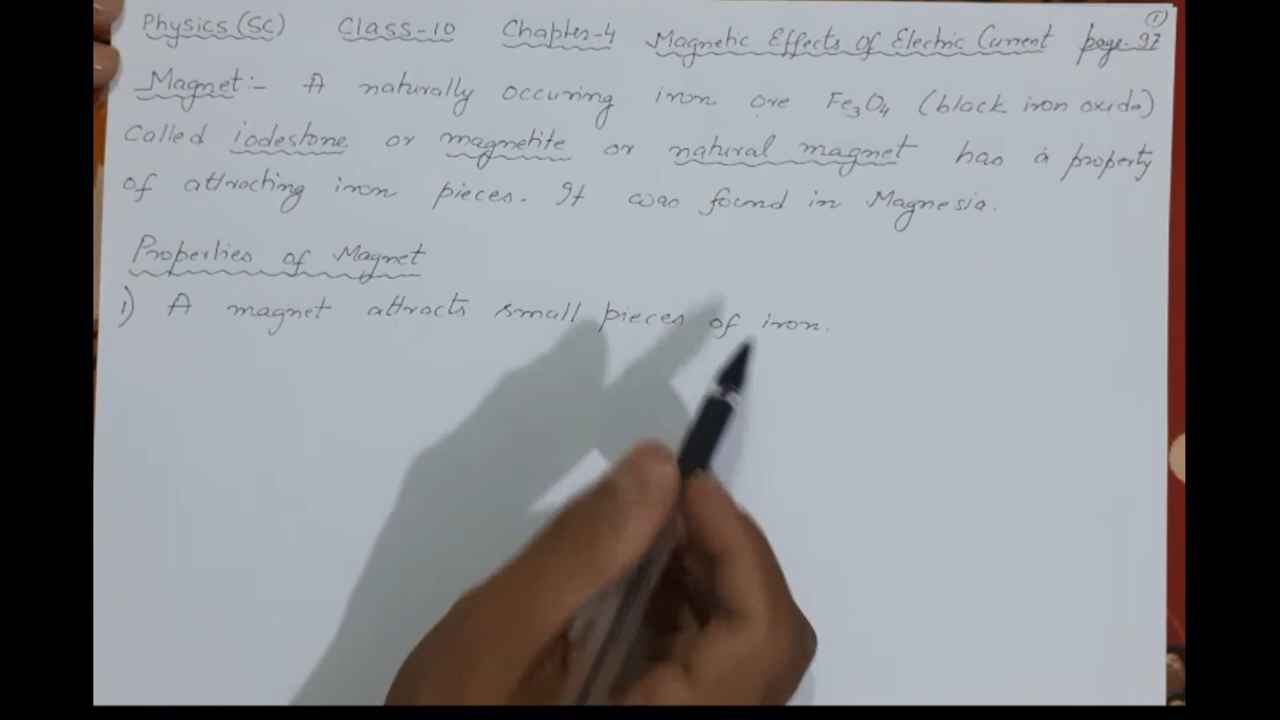 ①
Physics (SC) Class-10 Chapter-4 Magnetic Effects Of Electric Current page-97
Magnet:- A naturally occuring iron ore Fe₃O₄ (black iron oxide)
Called iodestone or magnetite or natural magnet has a property
of attracting iron pieces. It was found in Magnesia.
Properties of Magnet
1) A magnet attracts small pieces of iron.